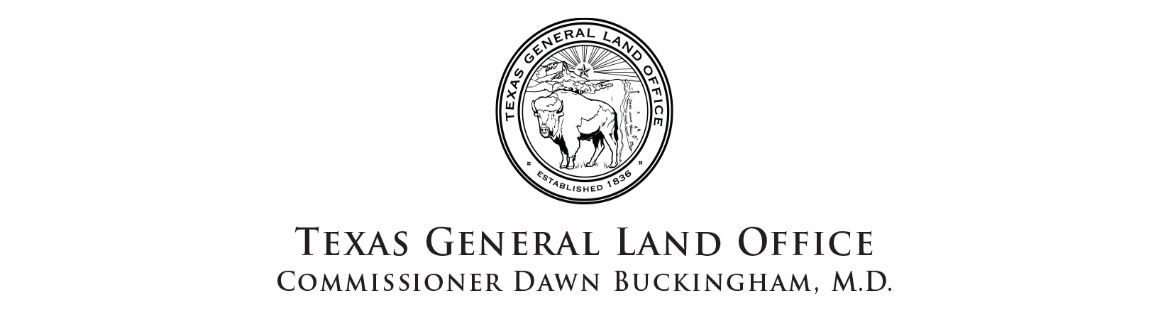 TEXAS GENERAL LAND OFFICE
ESTABLISHED 1836
TEXAS GENERAL LAND OFFICE
COMMISSIONER DAWN BUCKINGHAM, M.D.